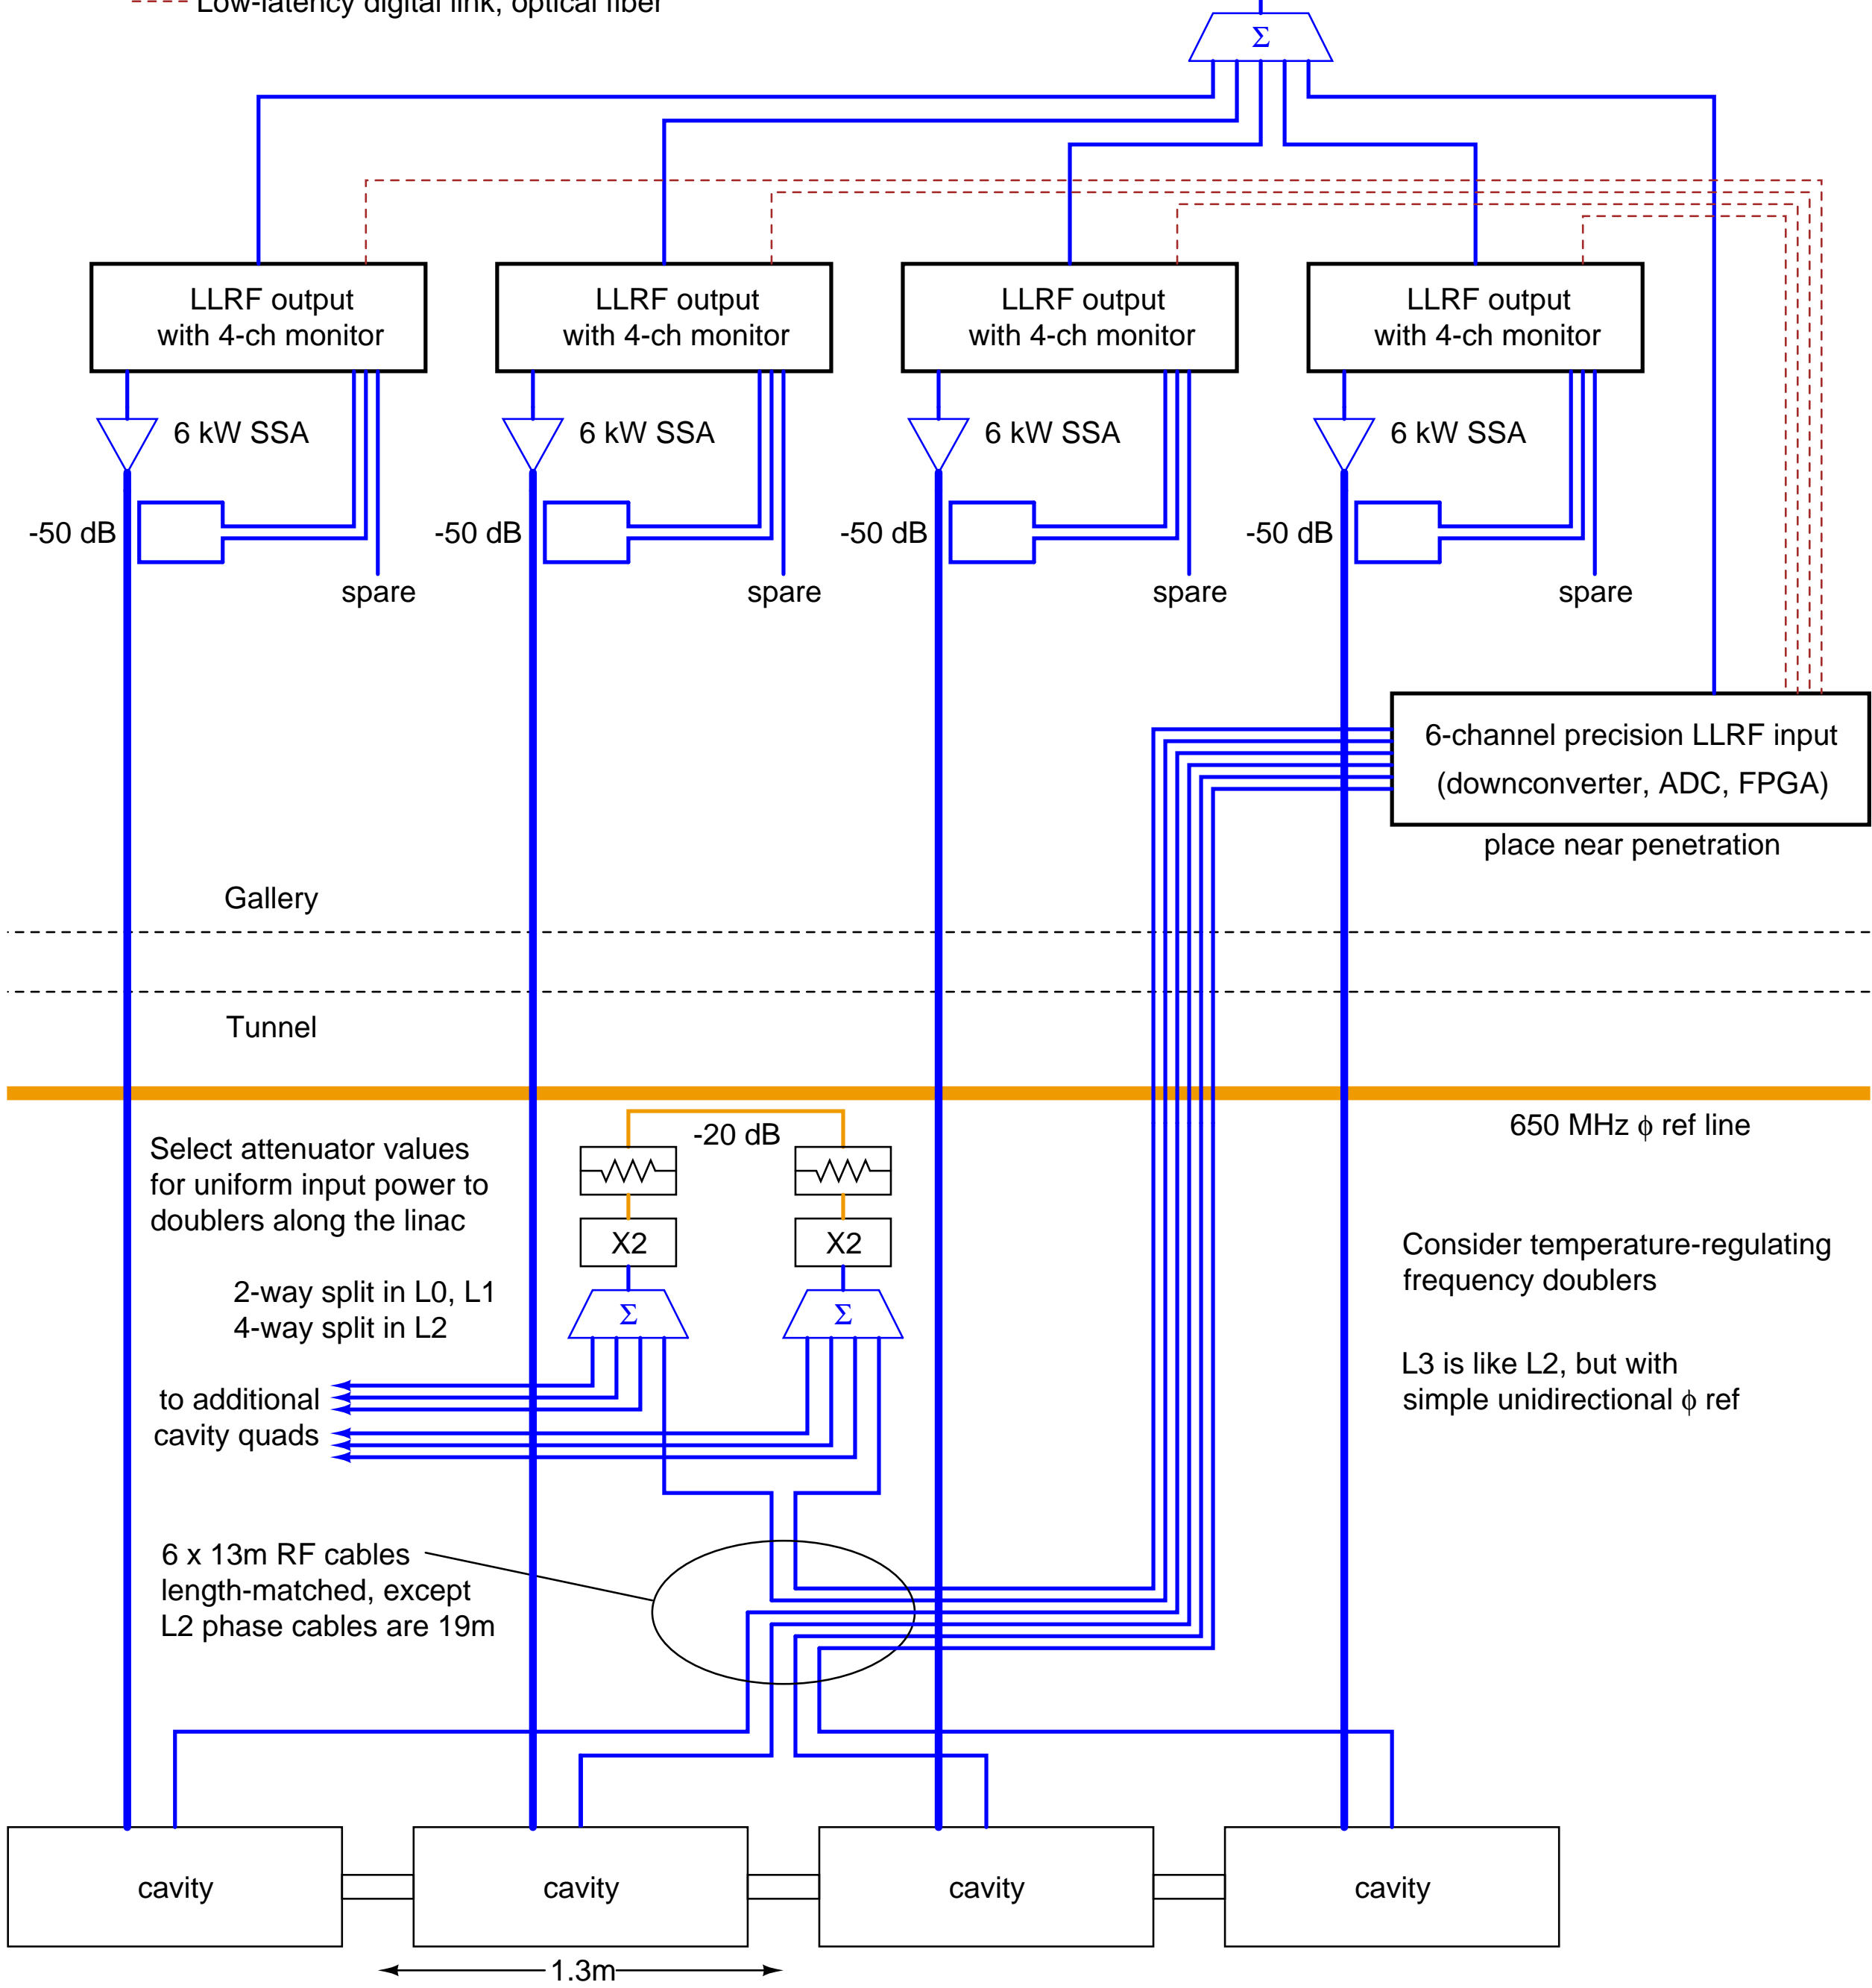 Low-latency digital link, optical fiber
Σ
LLRF output
with 4-ch monitor
LLRF output
with 4-ch monitor
LLRF output
with 4-ch monitor
LLRF output
with 4-ch monitor
6 kW SSA
6 kW SSA
6 kW SSA
6 kW SSA
-50 dB
-50 dB
-50 dB
-50 dB
spare
spare
spare
spare
6-channel precision LLRF input
(downconverter, ADC, FPGA)
place near penetration
Gallery
Tunnel
650 MHz ϕ ref line
-20 dB
Select attenuator values
for uniform input power to
doublers along the linac
X2
X2
Consider temperature-regulating
frequency doublers
2-way split in L0, L1
4-way split in L2
Σ
Σ
L3 is like L2, but with
simple unidirectional ϕ ref
to additional
cavity quads
6 x 13m RF cables
length-matched, except
L2 phase cables are 19m
cavity
cavity
cavity
cavity
1.3m